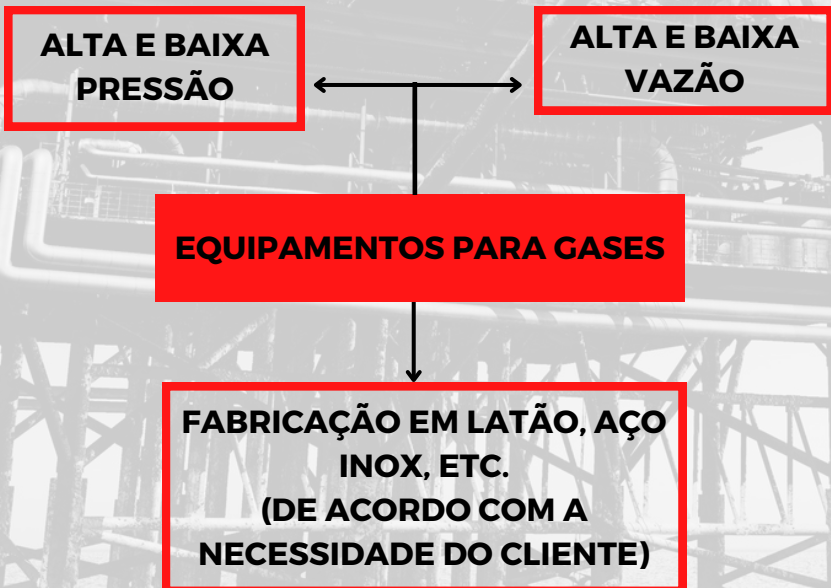 ALTA E BAIXA
PRESSÃO
ALTA E BAIXA
VAZÃO
EQUIPAMENTOS PARA GASES
FABRICAÇÃO EM LATÃO, AÇO
INOX, ETC.
(DE ACORDO COM A
NECESSIDADE DO CLIENTE)